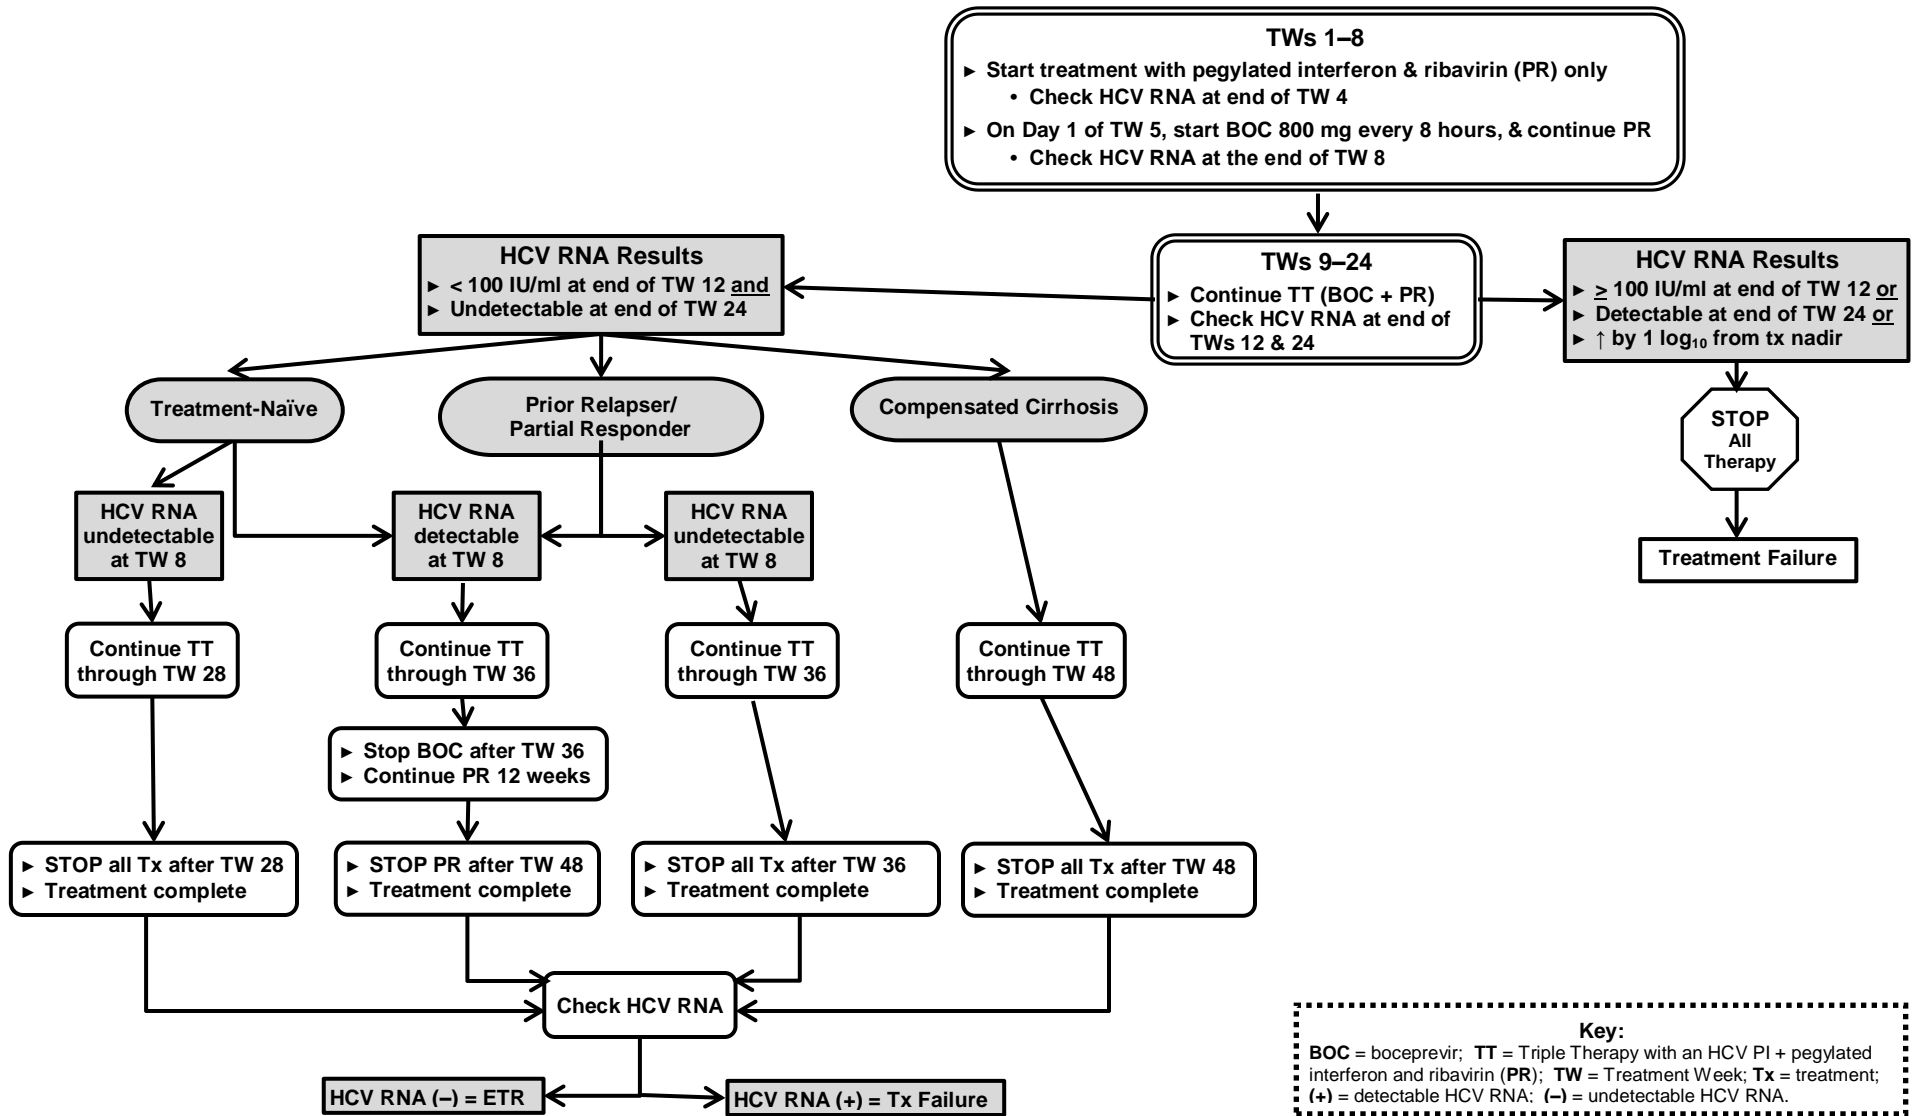 TWs 1–8
► Start treatment with pegylated interferon & ribavirin (PR) only
• Check HCV RNA at end of TW 4
► On Day 1 of TW 5, start BOC 800 mg every 8 hours, & continue PR
• Check HCV RNA at the end of TW 8
HCV RNA Results
► < 100 IU/ml at end of TW 12 and
► Undetectable at end of TW 24
TWs 9–24
► Continue TT (BOC + PR)
► Check HCV RNA at end of
TWs 12 & 24
HCV RNA Results
► ≥ 100 IU/ml at end of TW 12 or
► Detectable at end of TW 24 or
► ↑ by 1 log₁₀ from tx nadir
Treatment-Naïve
Prior Relapser/
Partial Responder
Compensated Cirrhosis
STOP
All
Therapy
Treatment Failure
HCV RNA
undetectable
at TW 8
HCV RNA
detectable
at TW 8
HCV RNA
undetectable
at TW 8
Continue TT
through TW 28
Continue TT
through TW 36
Continue TT
through TW 36
Continue TT
through TW 48
► Stop BOC after TW 36
► Continue PR 12 weeks
► STOP all Tx after TW 28
► Treatment complete
► STOP PR after TW 48
► Treatment complete
► STOP all Tx after TW 36
► Treatment complete
► STOP all Tx after TW 48
► Treatment complete
Check HCV RNA
HCV RNA (–) = ETR
HCV RNA (+) = Tx Failure
Key:
BOC = boceprevir; TT = Triple Therapy with an HCV PI + pegylated
interferon and ribavirin (PR); TW = Treatment Week; Tx = treatment;
(+) = detectable HCV RNA; (–) = undetectable HCV RNA.